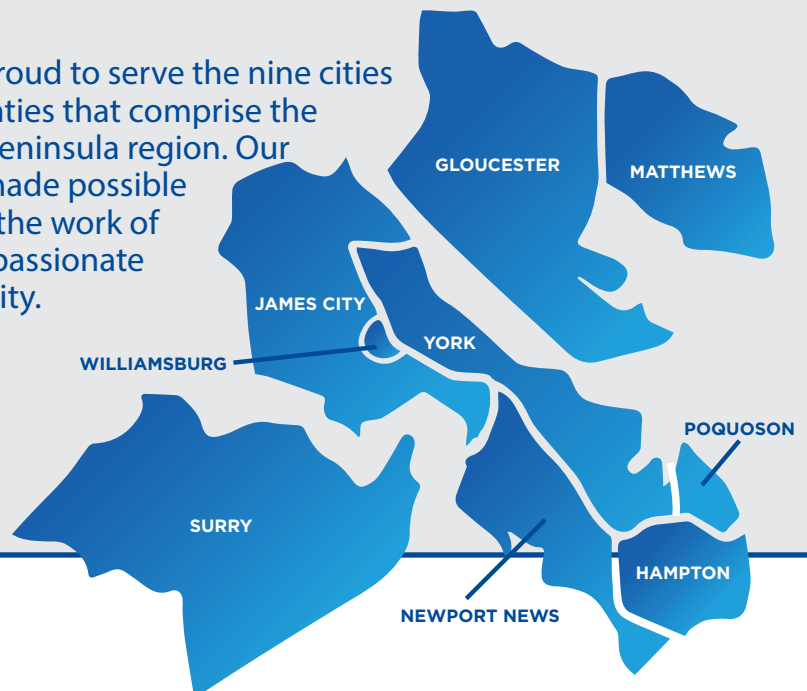 roud to serve the nine cities
nties that comprise the
eninsula region. Our
nade possible
the work of
passionate
ity.
GLOUCESTER
MATTHEWS
JAMES CITY
YORK
WILLIAMSBURG
POQUOSON
SURRY
HAMPTON
NEWPORT NEWS